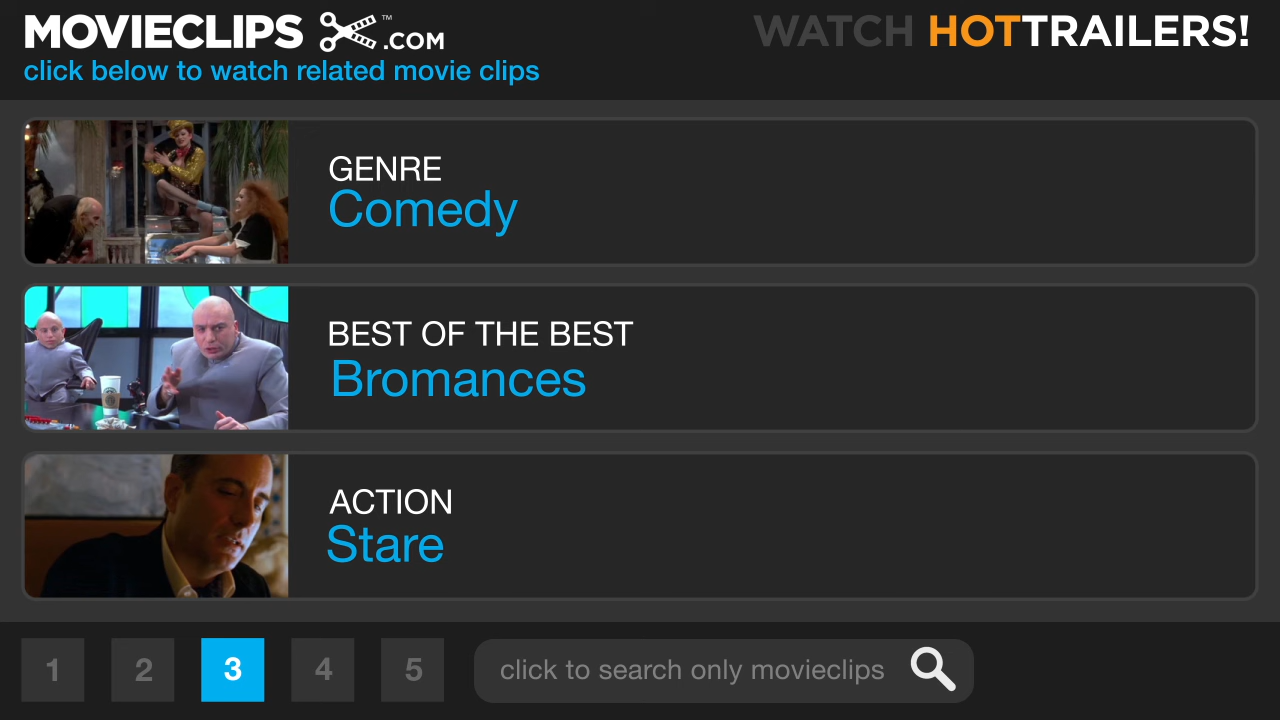 MOVIECLIPS ™ .COM
WATCH HOTTRAILERS!
click below to watch related movie clips
GENRE
Comedy
BEST OF THE BEST
Bromances
ACTION
Stare
1 2 3 4 5
click to search only movieclips